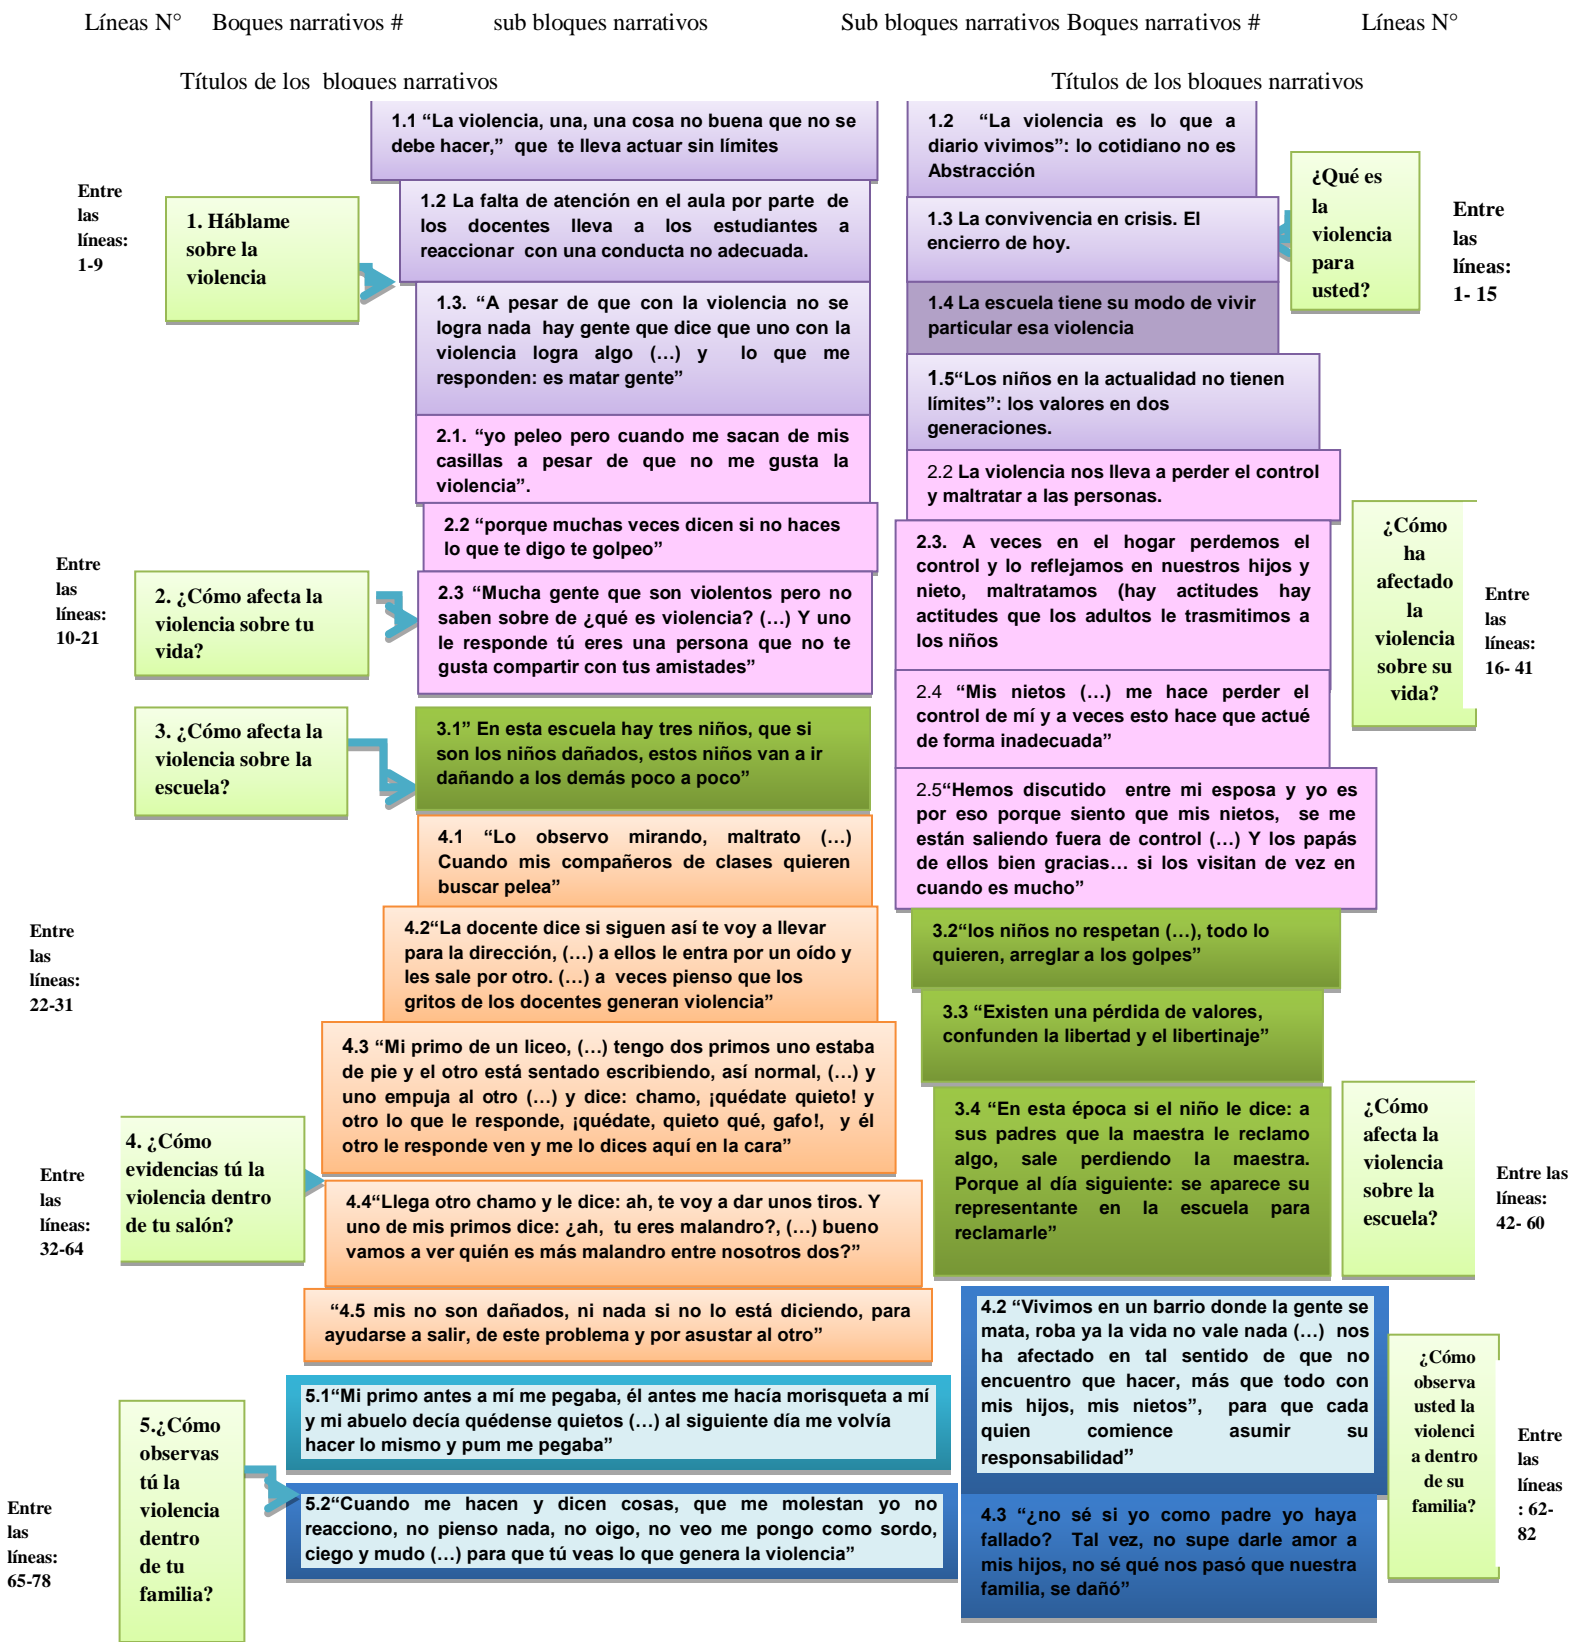 Líneas N° Boques narrativos # sub bloques narrativos Sub bloques narrativos Boques narrativos # Líneas N°
Títulos de los bloques narrativos Títulos de los bloques narrativos
Entre
las
líneas:
1-9
1. Háblame
sobre la
violencia
1.1 “La violencia, una, una cosa no buena que no se
debe hacer,” que te lleva actuar sin límites
1.2 La falta de atención en el aula por parte de
los docentes lleva a los estudiantes a
reaccionar con una conducta no adecuada.
1.3. “A pesar de que con la violencia no se
logra nada hay gente que dice que uno con la
violencia logra algo (…) y lo que me
responden: es matar gente”
Entre
las
líneas:
10-21
2. ¿Cómo afecta la
violencia sobre tu
vida?
2.1. “yo peleo pero cuando me sacan de mis
casillas a pesar de que no me gusta la
violencia”.
2.2 “porque muchas veces dicen si no haces
lo que te digo te golpeo”
2.3 “Mucha gente que son violentos pero no
saben sobre de ¿qué es violencia? (…) Y uno
le responde tú eres una persona que no te
gusta compartir con tus amistades”
3. ¿Cómo afecta la
violencia sobre la
escuela?
3.1” En esta escuela hay tres niños, que si
son los niños dañados, estos niños van a ir
dañando a los demás poco a poco”
Entre
las
líneas:
22-31
4.1 “Lo observo mirando, maltrato (…)
Cuando mis compañeros de clases quieren
buscar pelea”
4.2“La docente dice si siguen así te voy a llevar
para la dirección, (…) a ellos le entra por un oído y
les sale por otro. (…) a veces pienso que los
gritos de los docentes generan violencia”
4.3 “Mi primo de un liceo, (…) tengo dos primos uno estaba
de pie y el otro está sentado escribiendo, así normal, (…) y
uno empuja al otro (…) y dice: chamo, ¡quédate quieto! y
otro lo que le responde, ¡quédate, quieto qué, gafo!, y él
otro le responde ven y me lo dices aquí en la cara”
Entre
las
líneas:
32-64
4. ¿Cómo
evidencias tú la
violencia dentro
de tu salón?
4.4“Llega otro chamo y le dice: ah, te voy a dar unos tiros. Y
uno de mis primos dice: ¿ah, tu eres malandro?, (…) bueno
vamos a ver quién es más malandro entre nosotros dos?”
“4.5 mis no son dañados, ni nada si no lo está diciendo, para
ayudarse a salir, de este problema y por asustar al otro”
Entre
las
líneas:
65-78
5.¿Cómo
observas
tú la
violencia
dentro
de tu
familia?
5.1“Mi primo antes a mí me pegaba, él antes me hacía morisqueta a mí
y mi abuelo decía quédense quietos (…) al siguiente día me volvía
hacer lo mismo y pum me pegaba”
5.2“Cuando me hacen y dicen cosas, que me molestan yo no
reacciono, no pienso nada, no oigo, no veo me pongo como sordo,
ciego y mudo (…) para que tú veas lo que genera la violencia”
1.2 “La violencia es lo que a
diario vivimos”: lo cotidiano no es
Abstracción
1.3 La convivencia en crisis. El
encierro de hoy.
1.4 La escuela tiene su modo de vivir
particular esa violencia
1.5“Los niños en la actualidad no tienen
límites”: los valores en dos
generaciones.
¿Qué es
la
violencia
para
usted?
Entre
las
líneas:
1- 15
2.2 La violencia nos lleva a perder el control
y maltratar a las personas.
2.3. A veces en el hogar perdemos el
control y lo reflejamos en nuestros hijos y
nieto, maltratamos (hay actitudes hay
actitudes que los adultos le trasmitimos a
los niños
2.4 “Mis nietos (…) me hace perder el
control de mí y a veces esto hace que actué
de forma inadecuada”
2.5“Hemos discutido entre mi esposa y yo es
por eso porque siento que mis nietos, se me
están saliendo fuera de control (…) Y los papás
de ellos bien gracias… si los visitan de vez en
cuando es mucho”
¿Cómo
ha
afectado
la
violencia
sobre su
vida?
Entre
las
líneas:
16- 41
3.2“los niños no respetan (…), todo lo
quieren, arreglar a los golpes”
3.3 “Existen una pérdida de valores,
confunden la libertad y el libertinaje”
3.4 “En esta época si el niño le dice: a
sus padres que la maestra le reclamo
algo, sale perdiendo la maestra.
Porque al día siguiente: se aparece su
representante en la escuela para
reclamarle”
¿Cómo
afecta la
violencia
sobre la
escuela?
Entre las
líneas:
42- 60
4.2 “Vivimos en un barrio donde la gente se
mata, roba ya la vida no vale nada (…) nos
ha afectado en tal sentido de que no
encuentro que hacer, más que todo con
mis hijos, mis nietos”, para que cada
quien comience asumir su
responsabilidad”
4.3 “¿no sé si yo como padre yo haya
fallado? Tal vez, no supe darle amor a
mis hijos, no sé qué nos pasó que nuestra
familia, se dañó”
¿Cómo
observa
usted la
violenci
a dentro
de su
familia?
Entre
las
líneas
: 62-
82